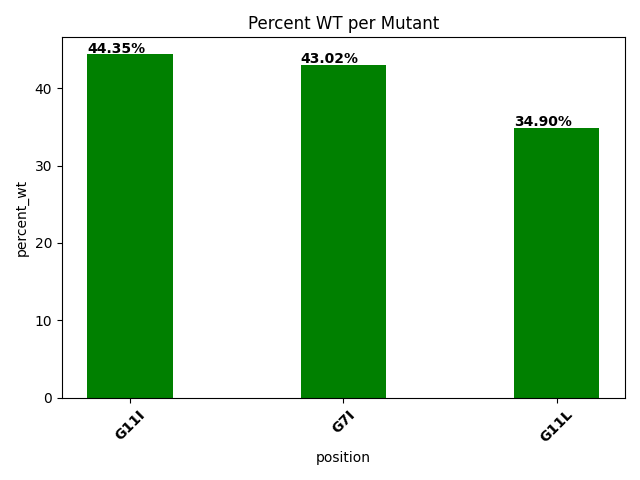 Percent WT per Mutant
44.35%
43.02%
34.90%
40
30
20
10
0
percent_wt
G11I
G7I
G11L
position